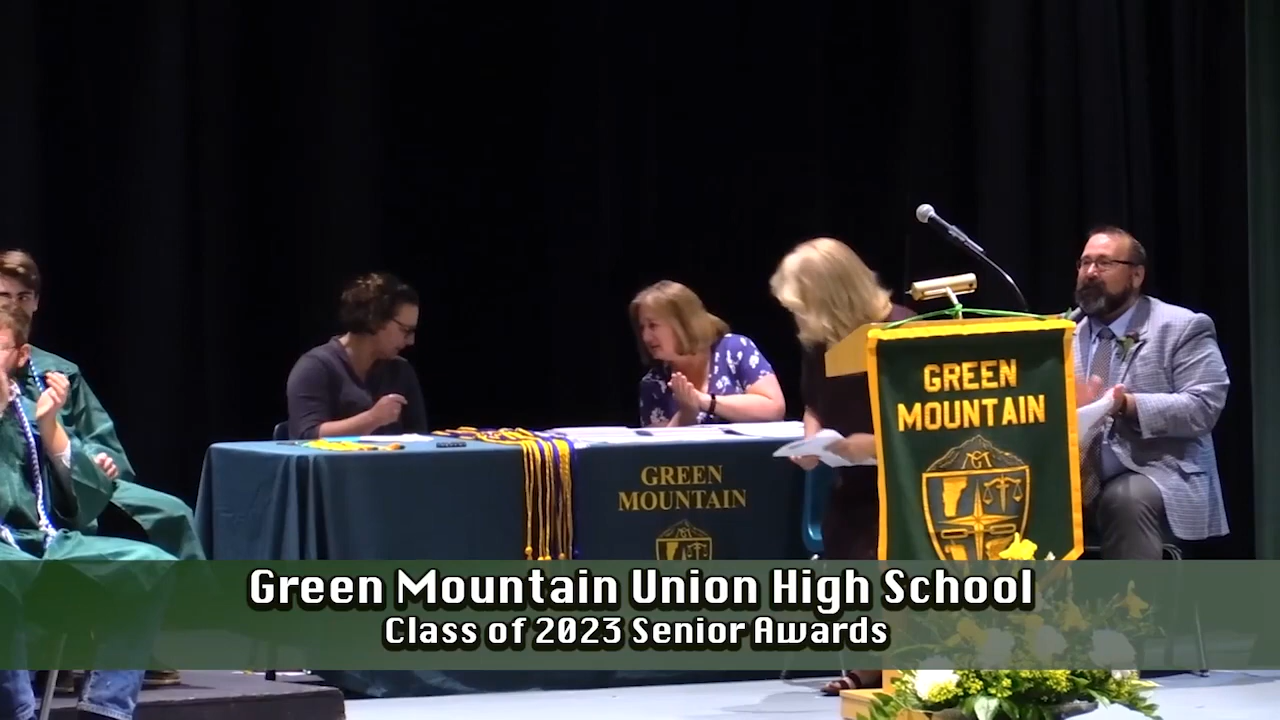 GREEN
MOUNTAIN
GREEN
MOUNTAIN
Green Mountain Union High School
Class of 2023 Senior Awards